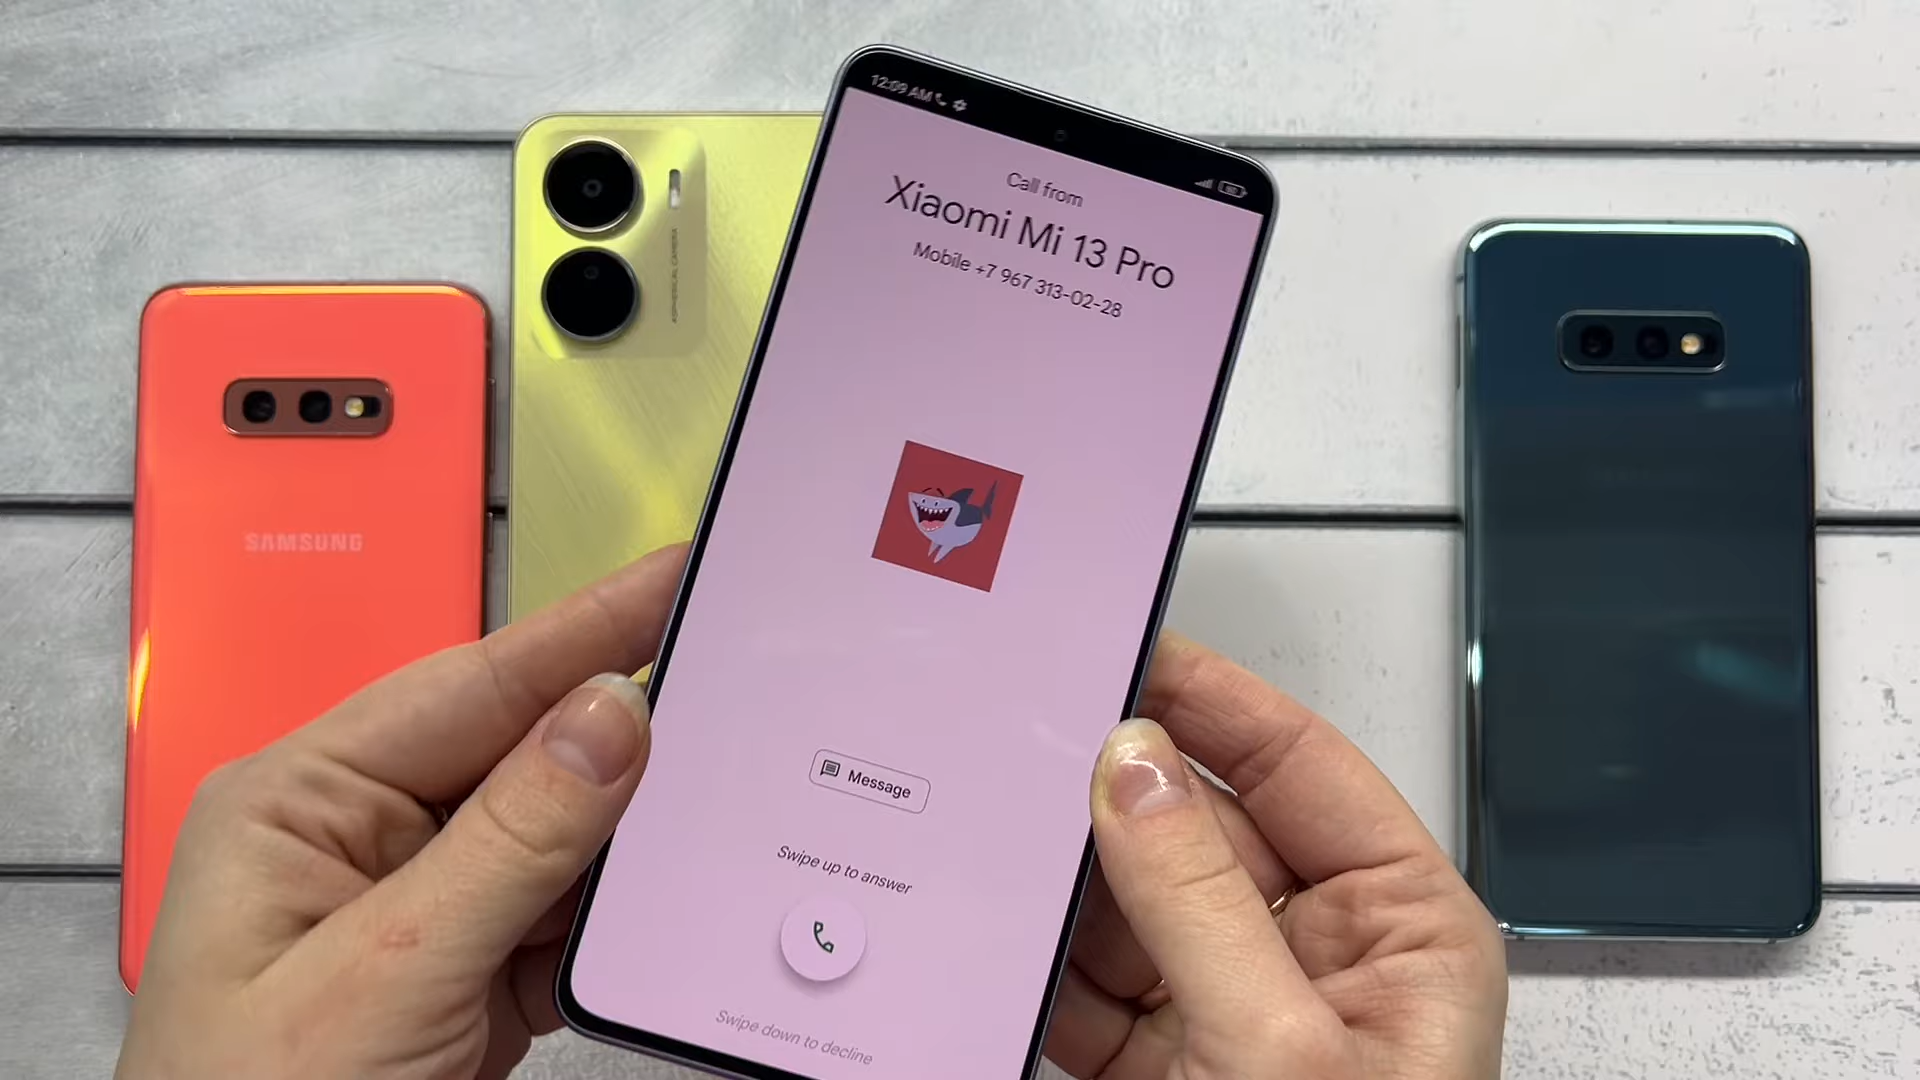 12:09 AM
Call from
Xiaomi Mi 13 Pro
Mobile +7 967 313-02-28
Message
Swipe up to answer
Swipe down to decline
SAMSUNG